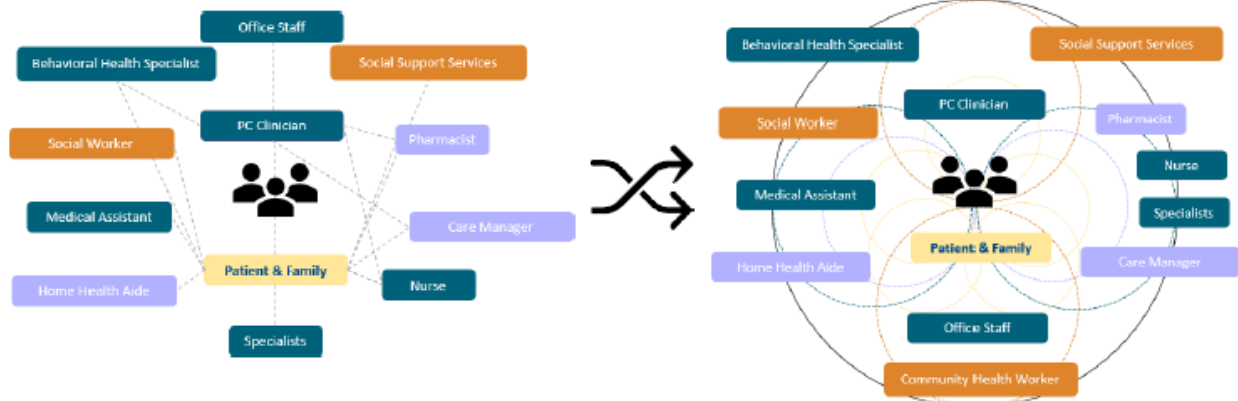 Office Staff
Behavioral Health Specialist
Social Support Services
PC Clinician
Social Worker
Pharmacist
Medical Assistant
Care Manager
Patient & Family
Home Health Aide
Nurse
Specialists
Behavioral Health Specialist
Social Support Services
PC Clinician
Social Worker
Pharmacist
Nurse
Medical Assistant
Specialists
Patient & Family
Home Health Aide
Care Manager
Office Staff
Community Health Worker